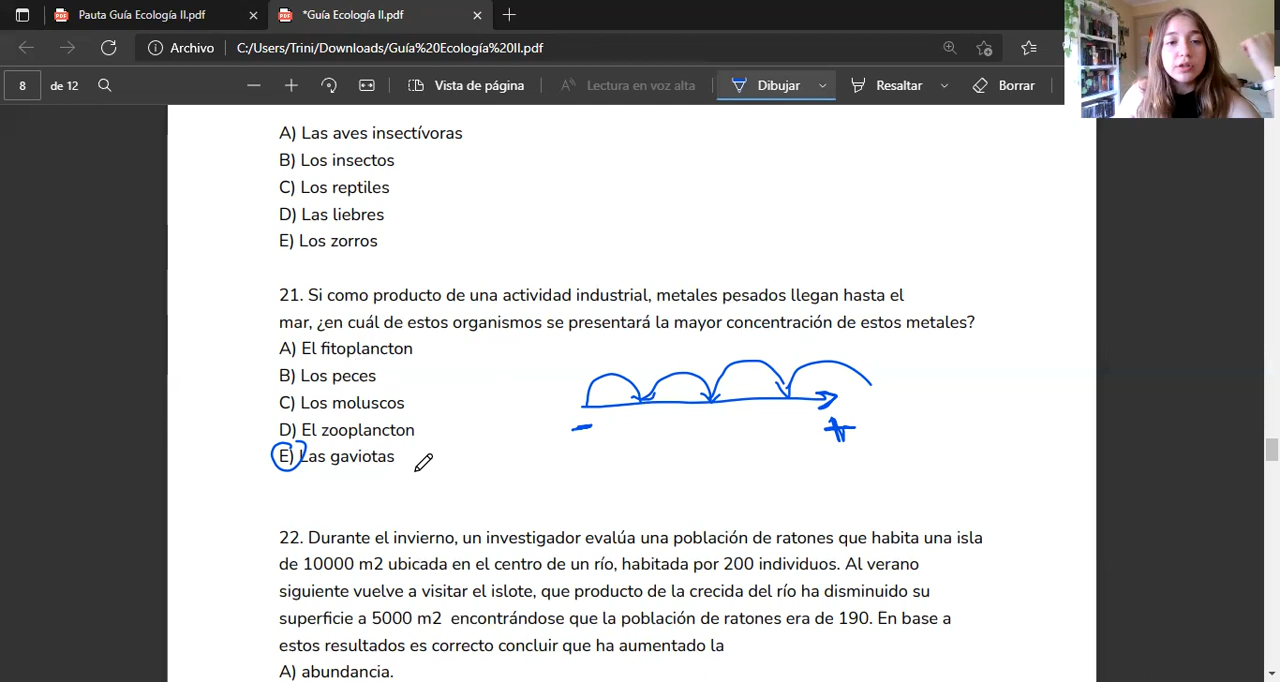 Pauta Guía Ecología II.pdf
*Guía Ecología II.pdf
Archivo
C:/Users/Trini/Downloads/Guía%20Ecología%20II.pdf
8 de 12
Vista de página
Lectura en voz alta
Dibujar
Resaltar
Borrar
A) Las aves insectívoras
B) Los insectos
C) Los reptiles
D) Las liebres
E) Los zorros
21. Si como producto de una actividad industrial, metales pesados llegan hasta el
mar, ¿en cuál de estos organismos se presentará la mayor concentración de estos metales?
A) El fitoplancton
B) Los peces
C) Los moluscos
D) El zooplancton
E) Las gaviotas
- +
22. Durante el invierno, un investigador evalúa una población de ratones que habita una isla
de 10000 m2 ubicada en el centro de un río, habitada por 200 individuos. Al verano
siguiente vuelve a visitar el islote, que producto de la crecida del río ha disminuido su
superficie a 5000 m2 encontrándose que la población de ratones era de 190. En base a
estos resultados es correcto concluir que ha aumentado la
A) abundancia.